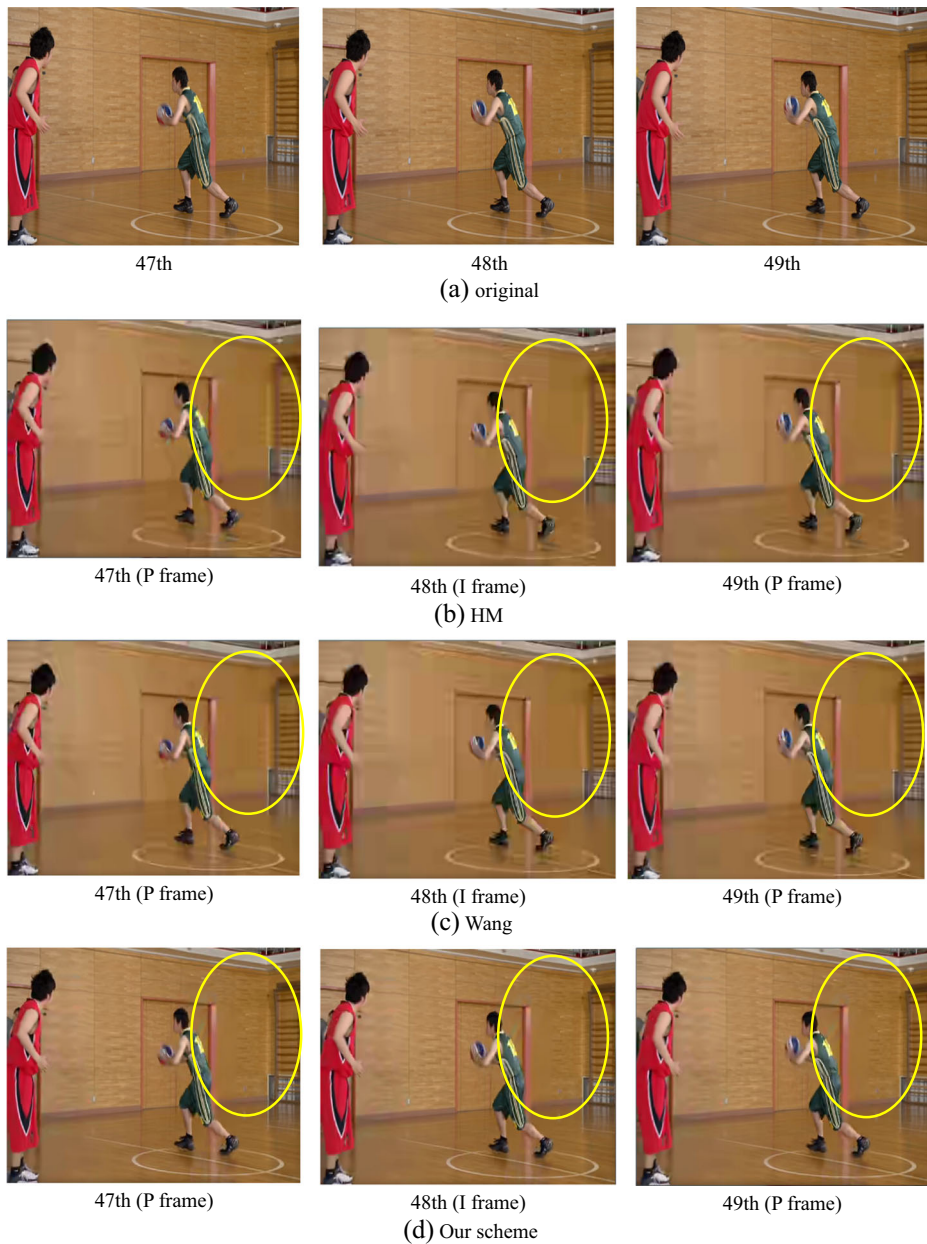 47th
48th
49th
(a) original
47th (P frame)
48th (I frame)
49th (P frame)
(b) HM
47th (P frame)
48th (I frame)
49th (P frame)
(c) Wang
47th (P frame)
48th (I frame)
49th (P frame)
(d) Our scheme